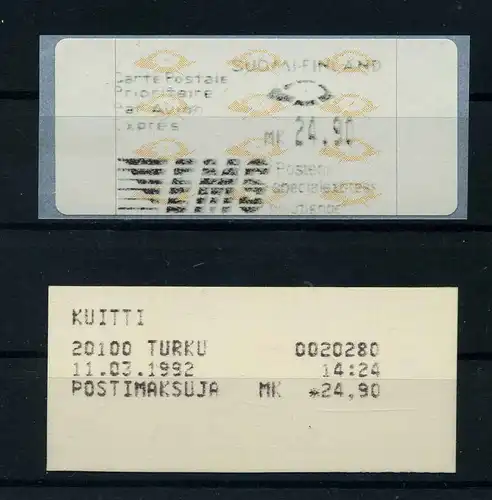 SUOMI-FINLAND
Carte Postale
Prioritaire
Par Avion
Expres
MK 24.90
EMS
Posten
specialexpress
KUITTI
20100 TURKU 0020280
11.03.1992 14:24
POSTIMAKSUJA MK *24,90